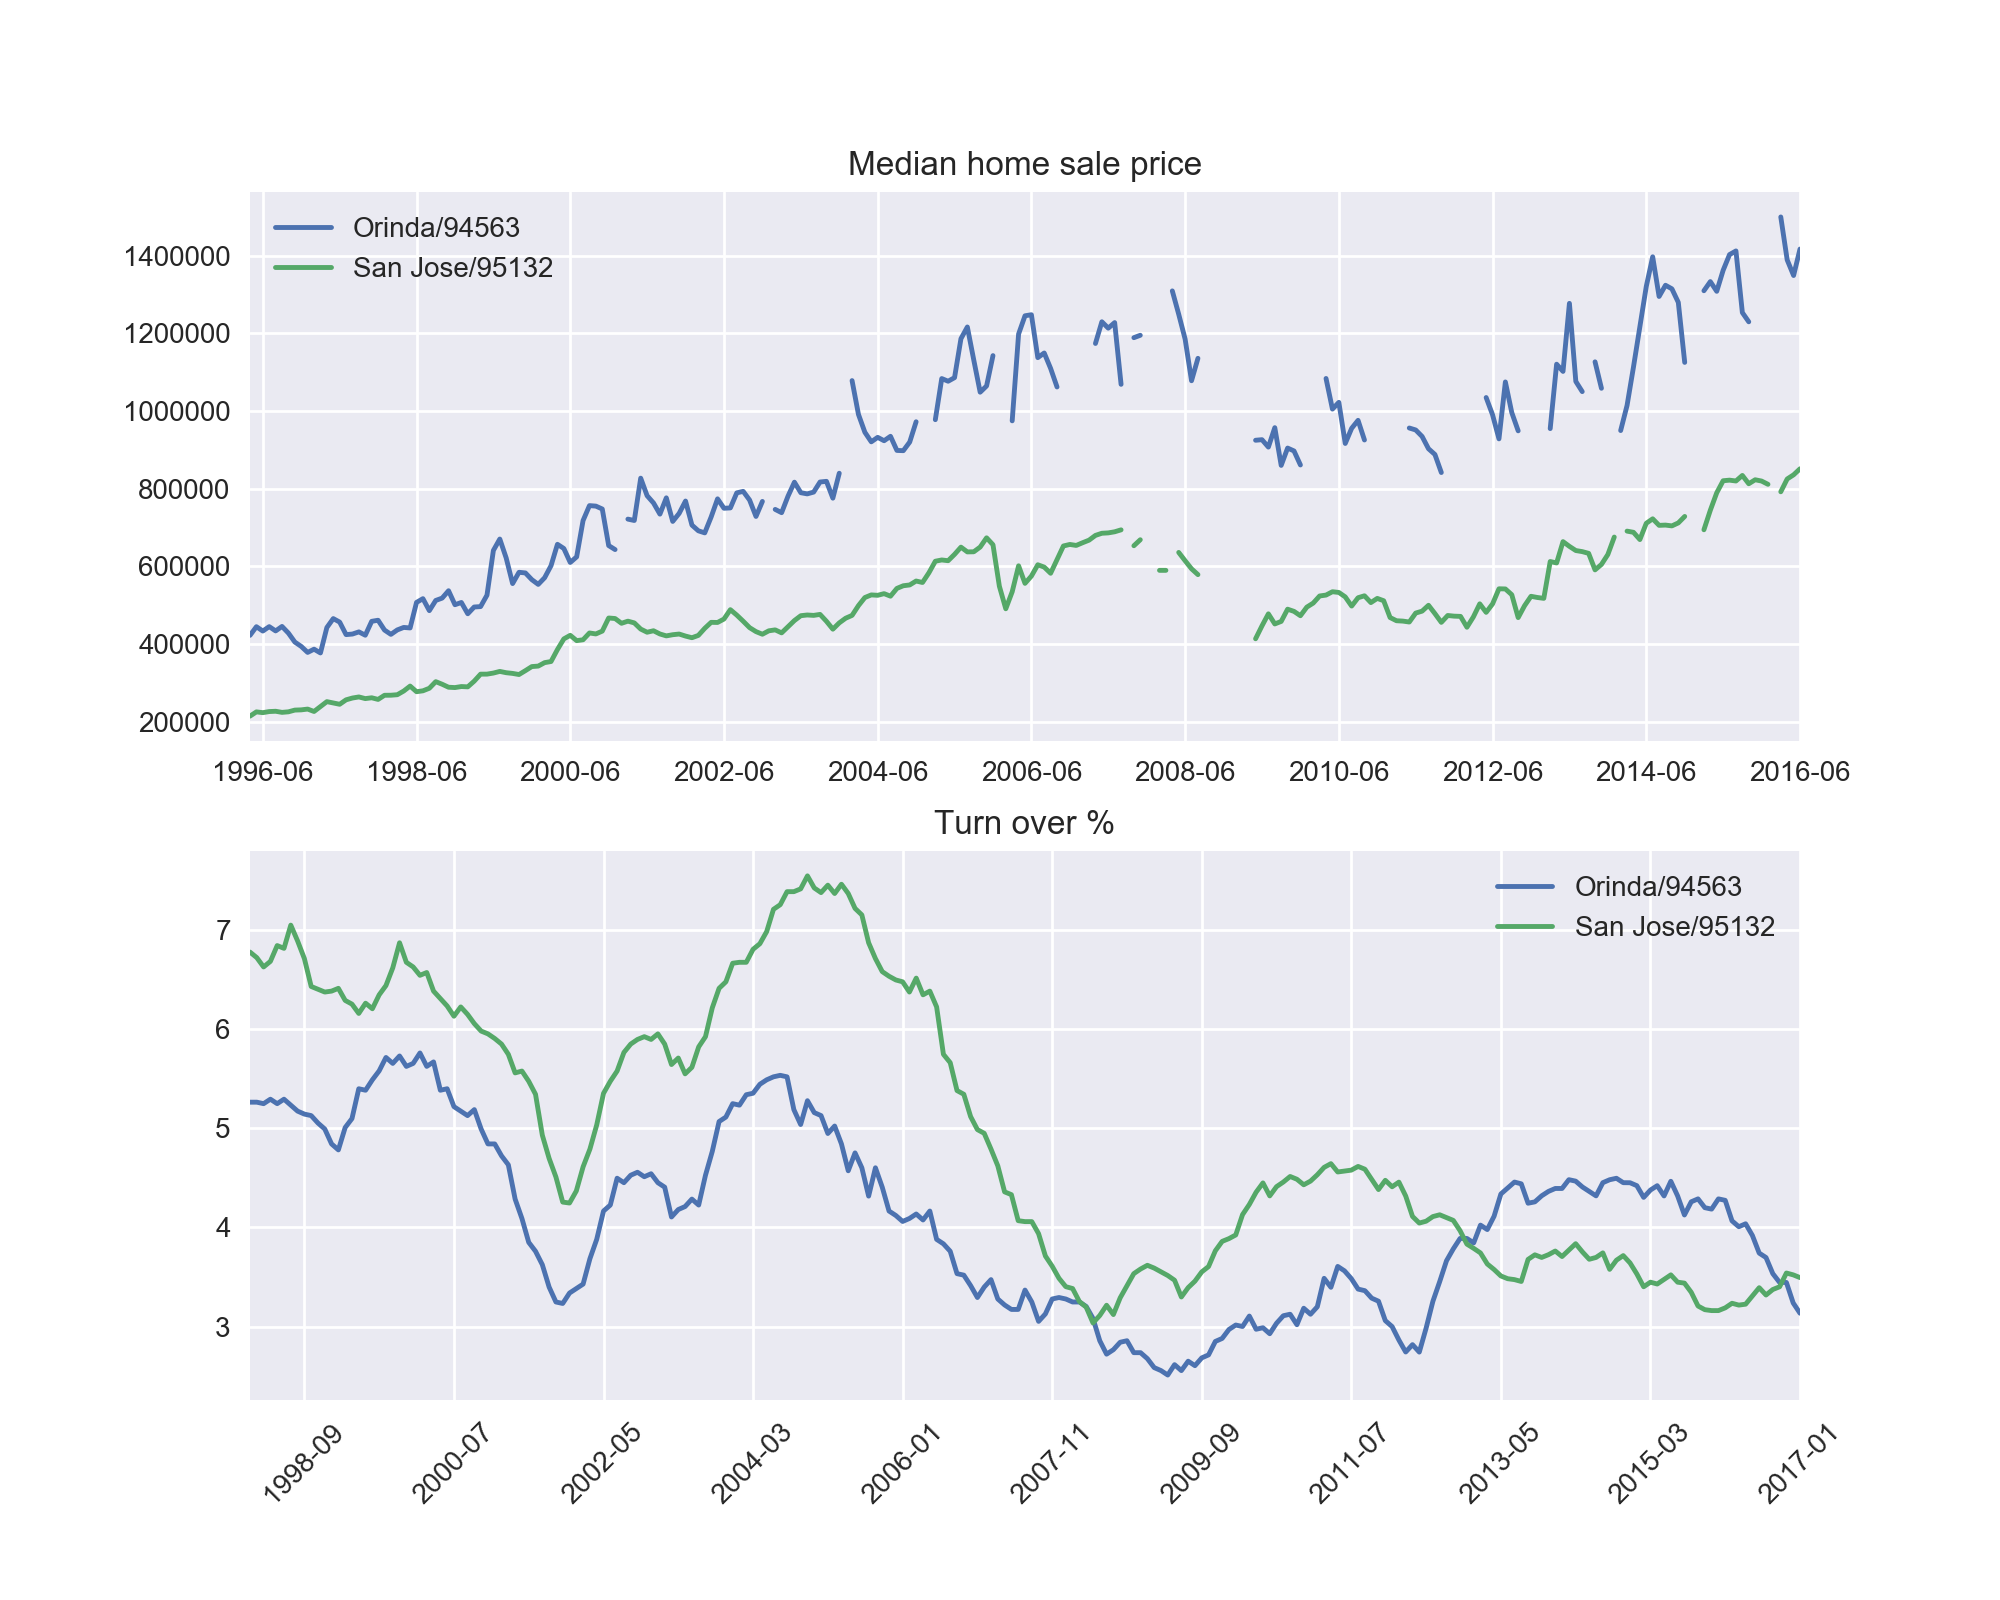 Median home sale price
Orinda/94563
San Jose/95132
1400000
1200000
1000000
800000
600000
400000
200000
1996-06 1998-06 2000-06 2002-06 2004-06 2006-06 2008-06 2010-06 2012-06 2014-06 2016-06
Turn over %
Orinda/94563
San Jose/95132
7
6
5
4
3
1998-09 2000-07 2002-05 2004-03 2006-01 2007-11 2009-09 2011-07 2013-05 2015-03 2017-01